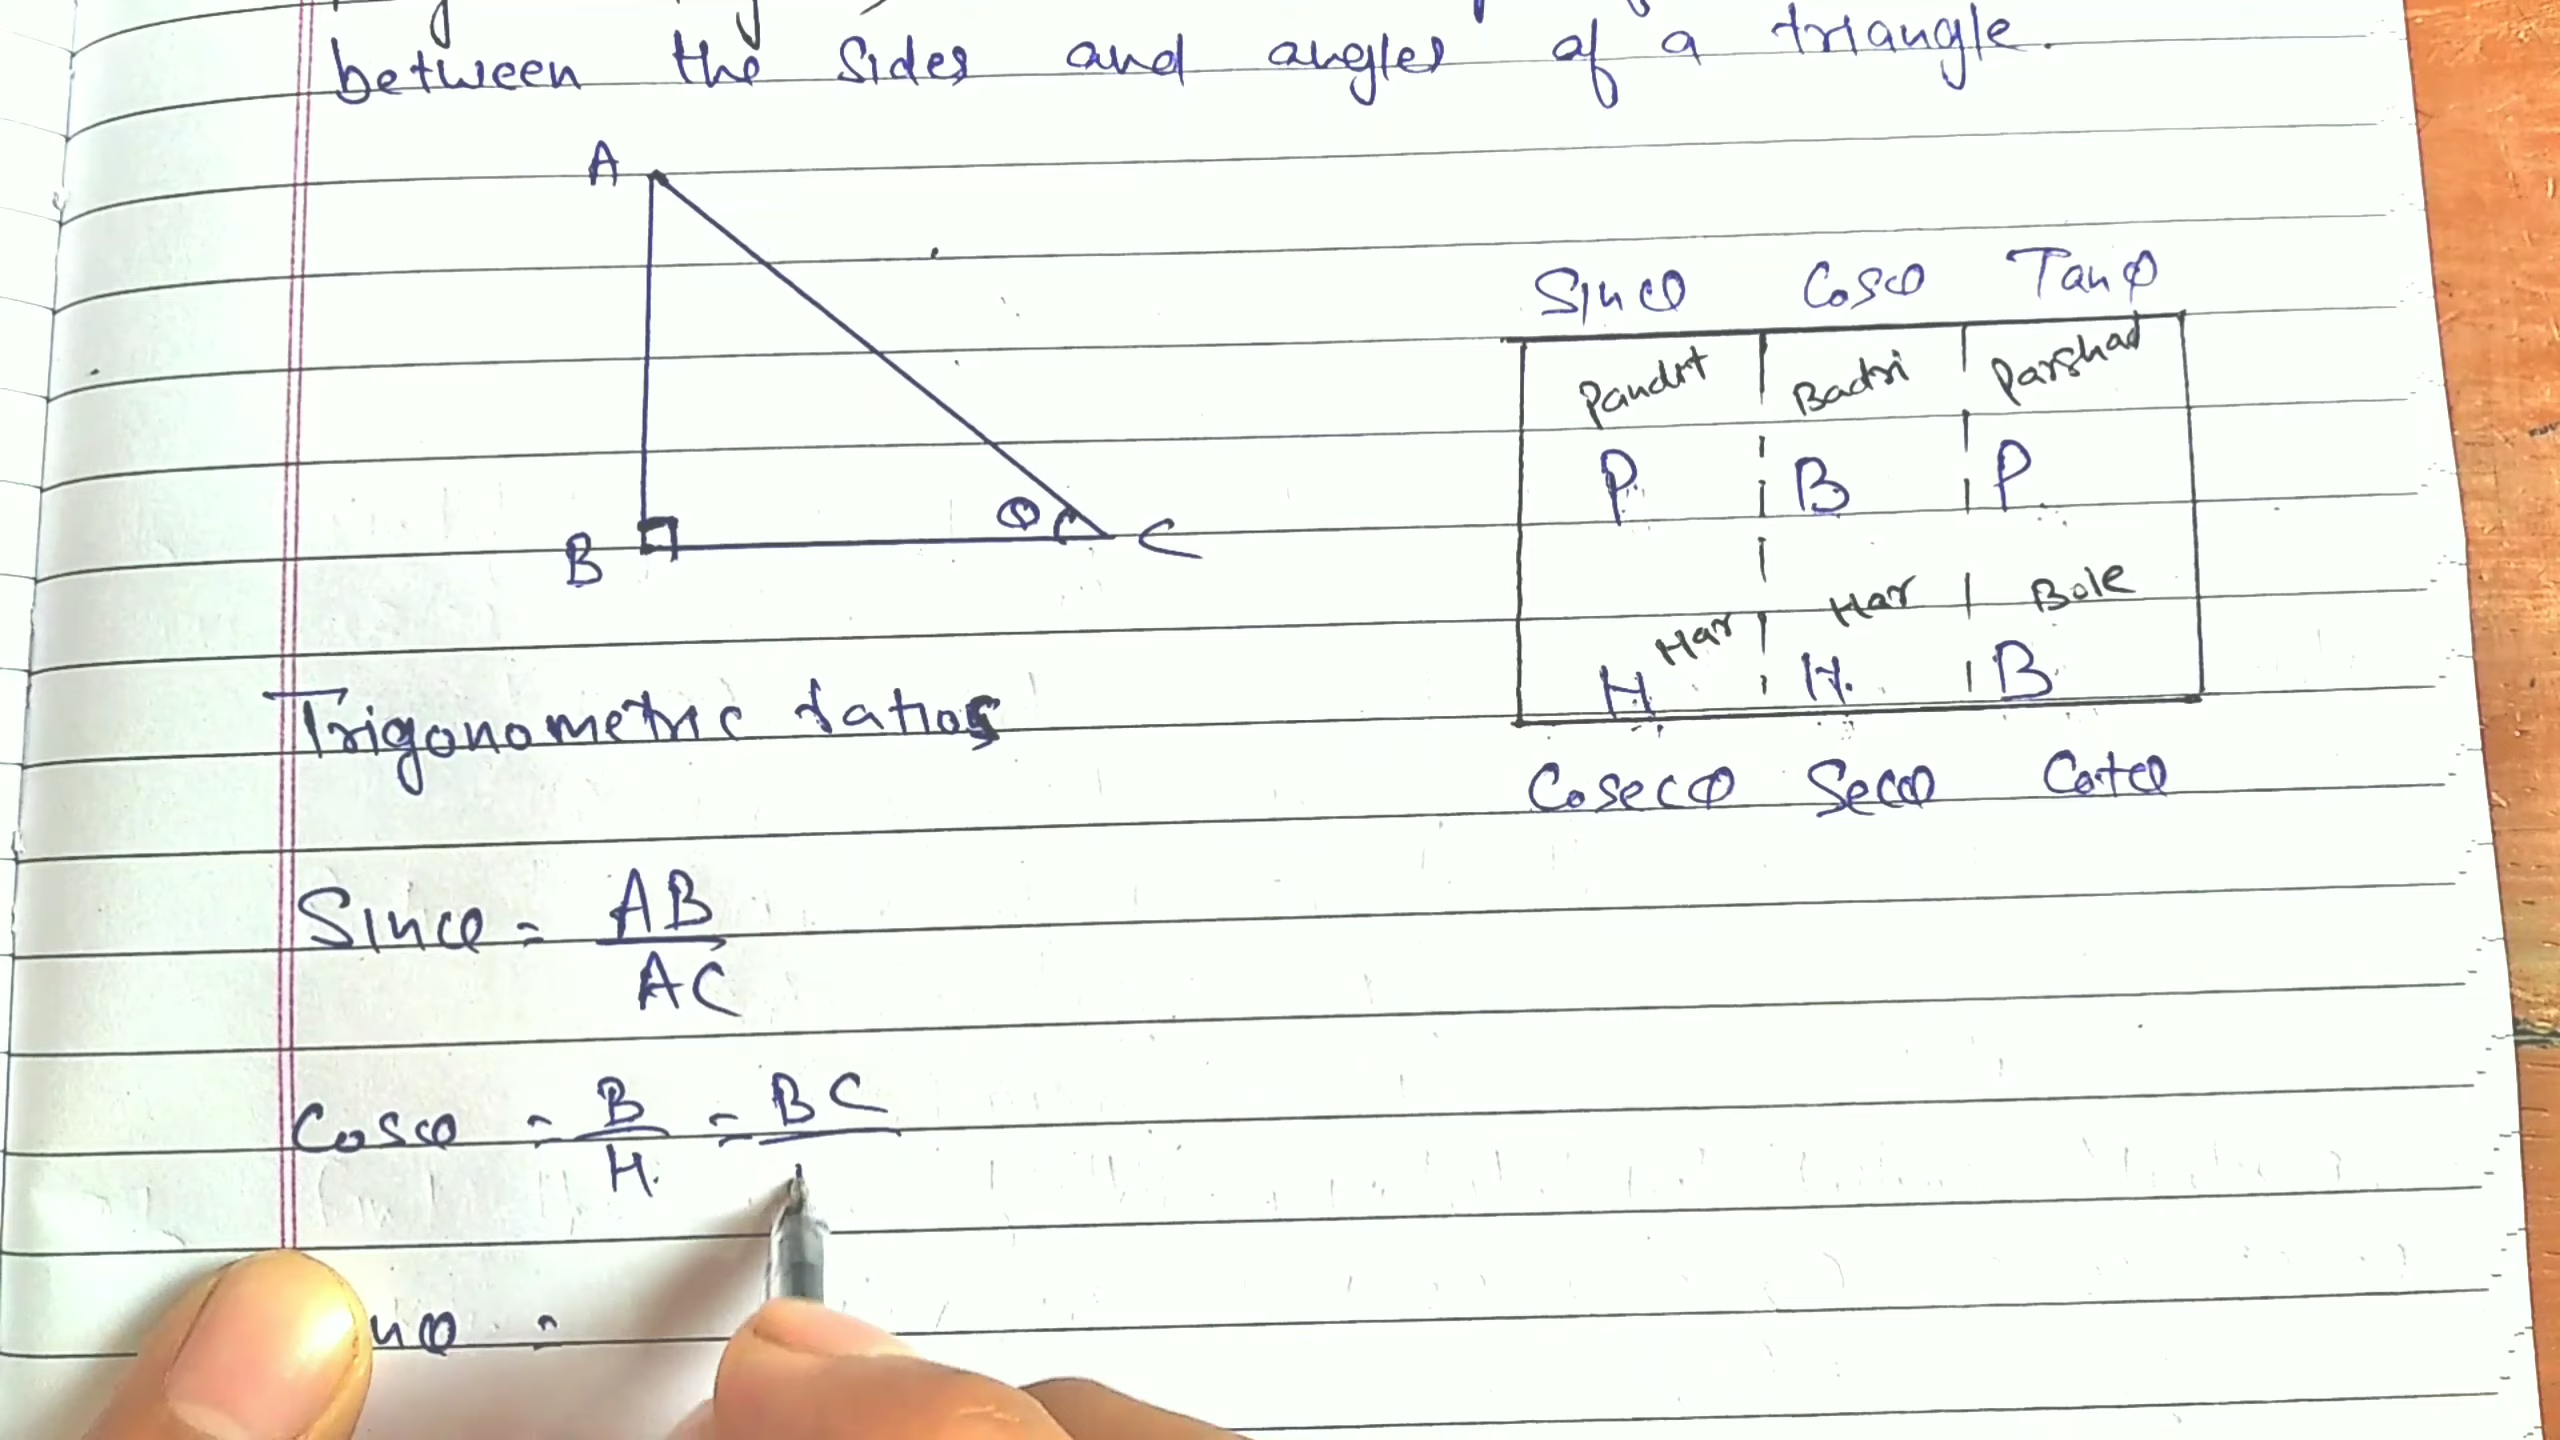 between the sides and angles of a triangle.
A
B
C
θ
Sinθ Cosθ Tanθ
Pandit Badri Parshad
P B P
Har Har Bole
H H B
Cosecθ Secθ Cotθ
Trigonometric ratios
Sinθ = AB/AC
Cosθ = B/H = BC
nθ =